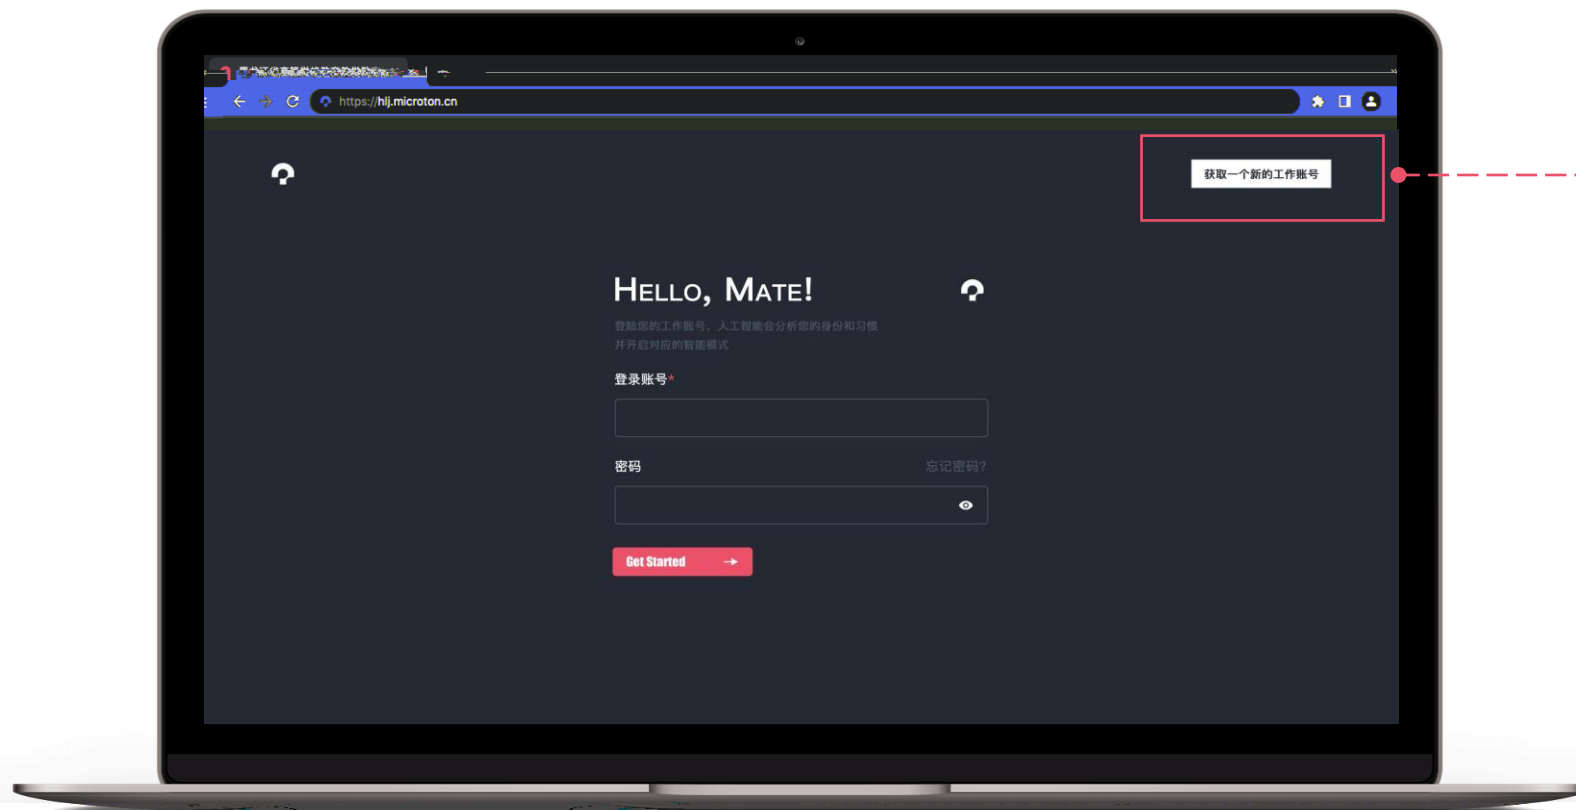 https://hlj.microton.cn
获取一个新的工作账号
HELLO, MATE!
登陆您的工作账号，人工智能会分析您的身份和习惯
并开启对应的智能模式
登录账号*
密码
忘记密码?
Get Started